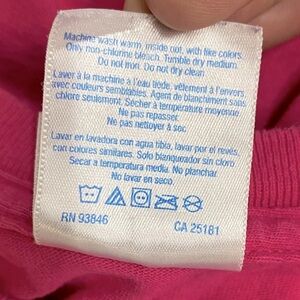 Machine wash warm, inside out, with like colors.
Only non-chlorine bleach. Tumble dry medium.
Do not iron. Do not dry clean.
Laver à la machine à l'eau tiède, vêtement à l'envers
avec couleurs semblables. Agent de blanchiment sans
chlore seulement. Sécher à température moyenne.
Ne pas repasser.
Ne pas nettoyer à sec
Lavar en lavadora con agua tibia, lavar por el revés,
con colores similares. Solo blanqueador sin cloro
Secar a temperatura media. No planchar.
No lavar en seco.
RN 93846 CA 25181